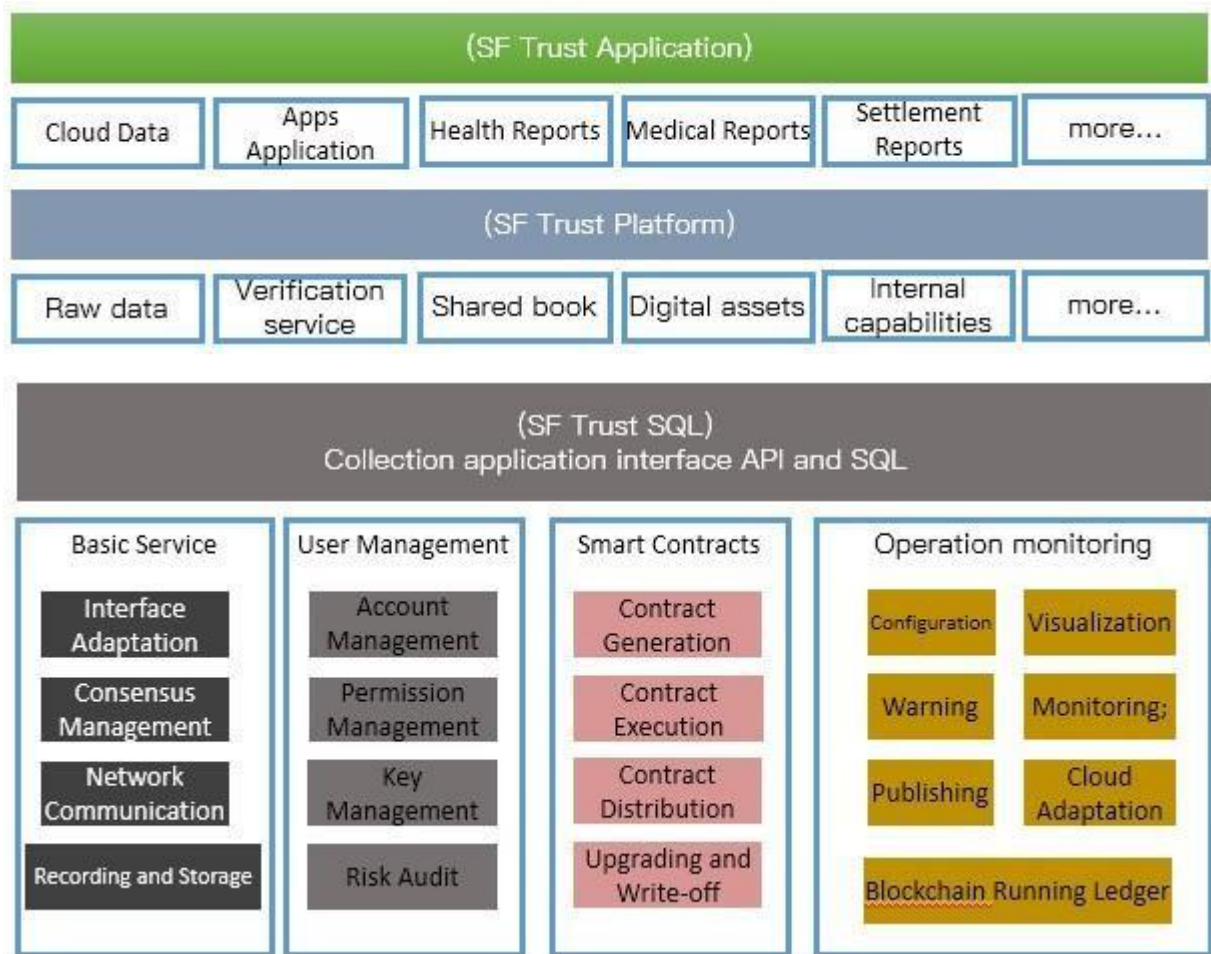 (SF Trust Application)
Cloud Data
Apps
Application
Health Reports
Medical Reports
Settlement
Reports
more...
(SF Trust Platform)
Raw data
Verification
service
Shared book
Digital assets
Internal
capabilities
more...
(SF Trust SQL)
Collection application interface API and SQL
Basic Service
Interface
Adaptation
Consensus
Management
Network
Communication
Recording and Storage
User Management
Account
Management
Permission
Management
Key
Management
Risk Audit
Smart Contracts
Contract
Generation
Contract
Execution
Contract
Distribution
Upgrading and
Write-off
Operation monitoring
Configuration
Visualization
Warning
Monitoring;
Publishing
Cloud
Adaptation
Blockchain Running Ledger